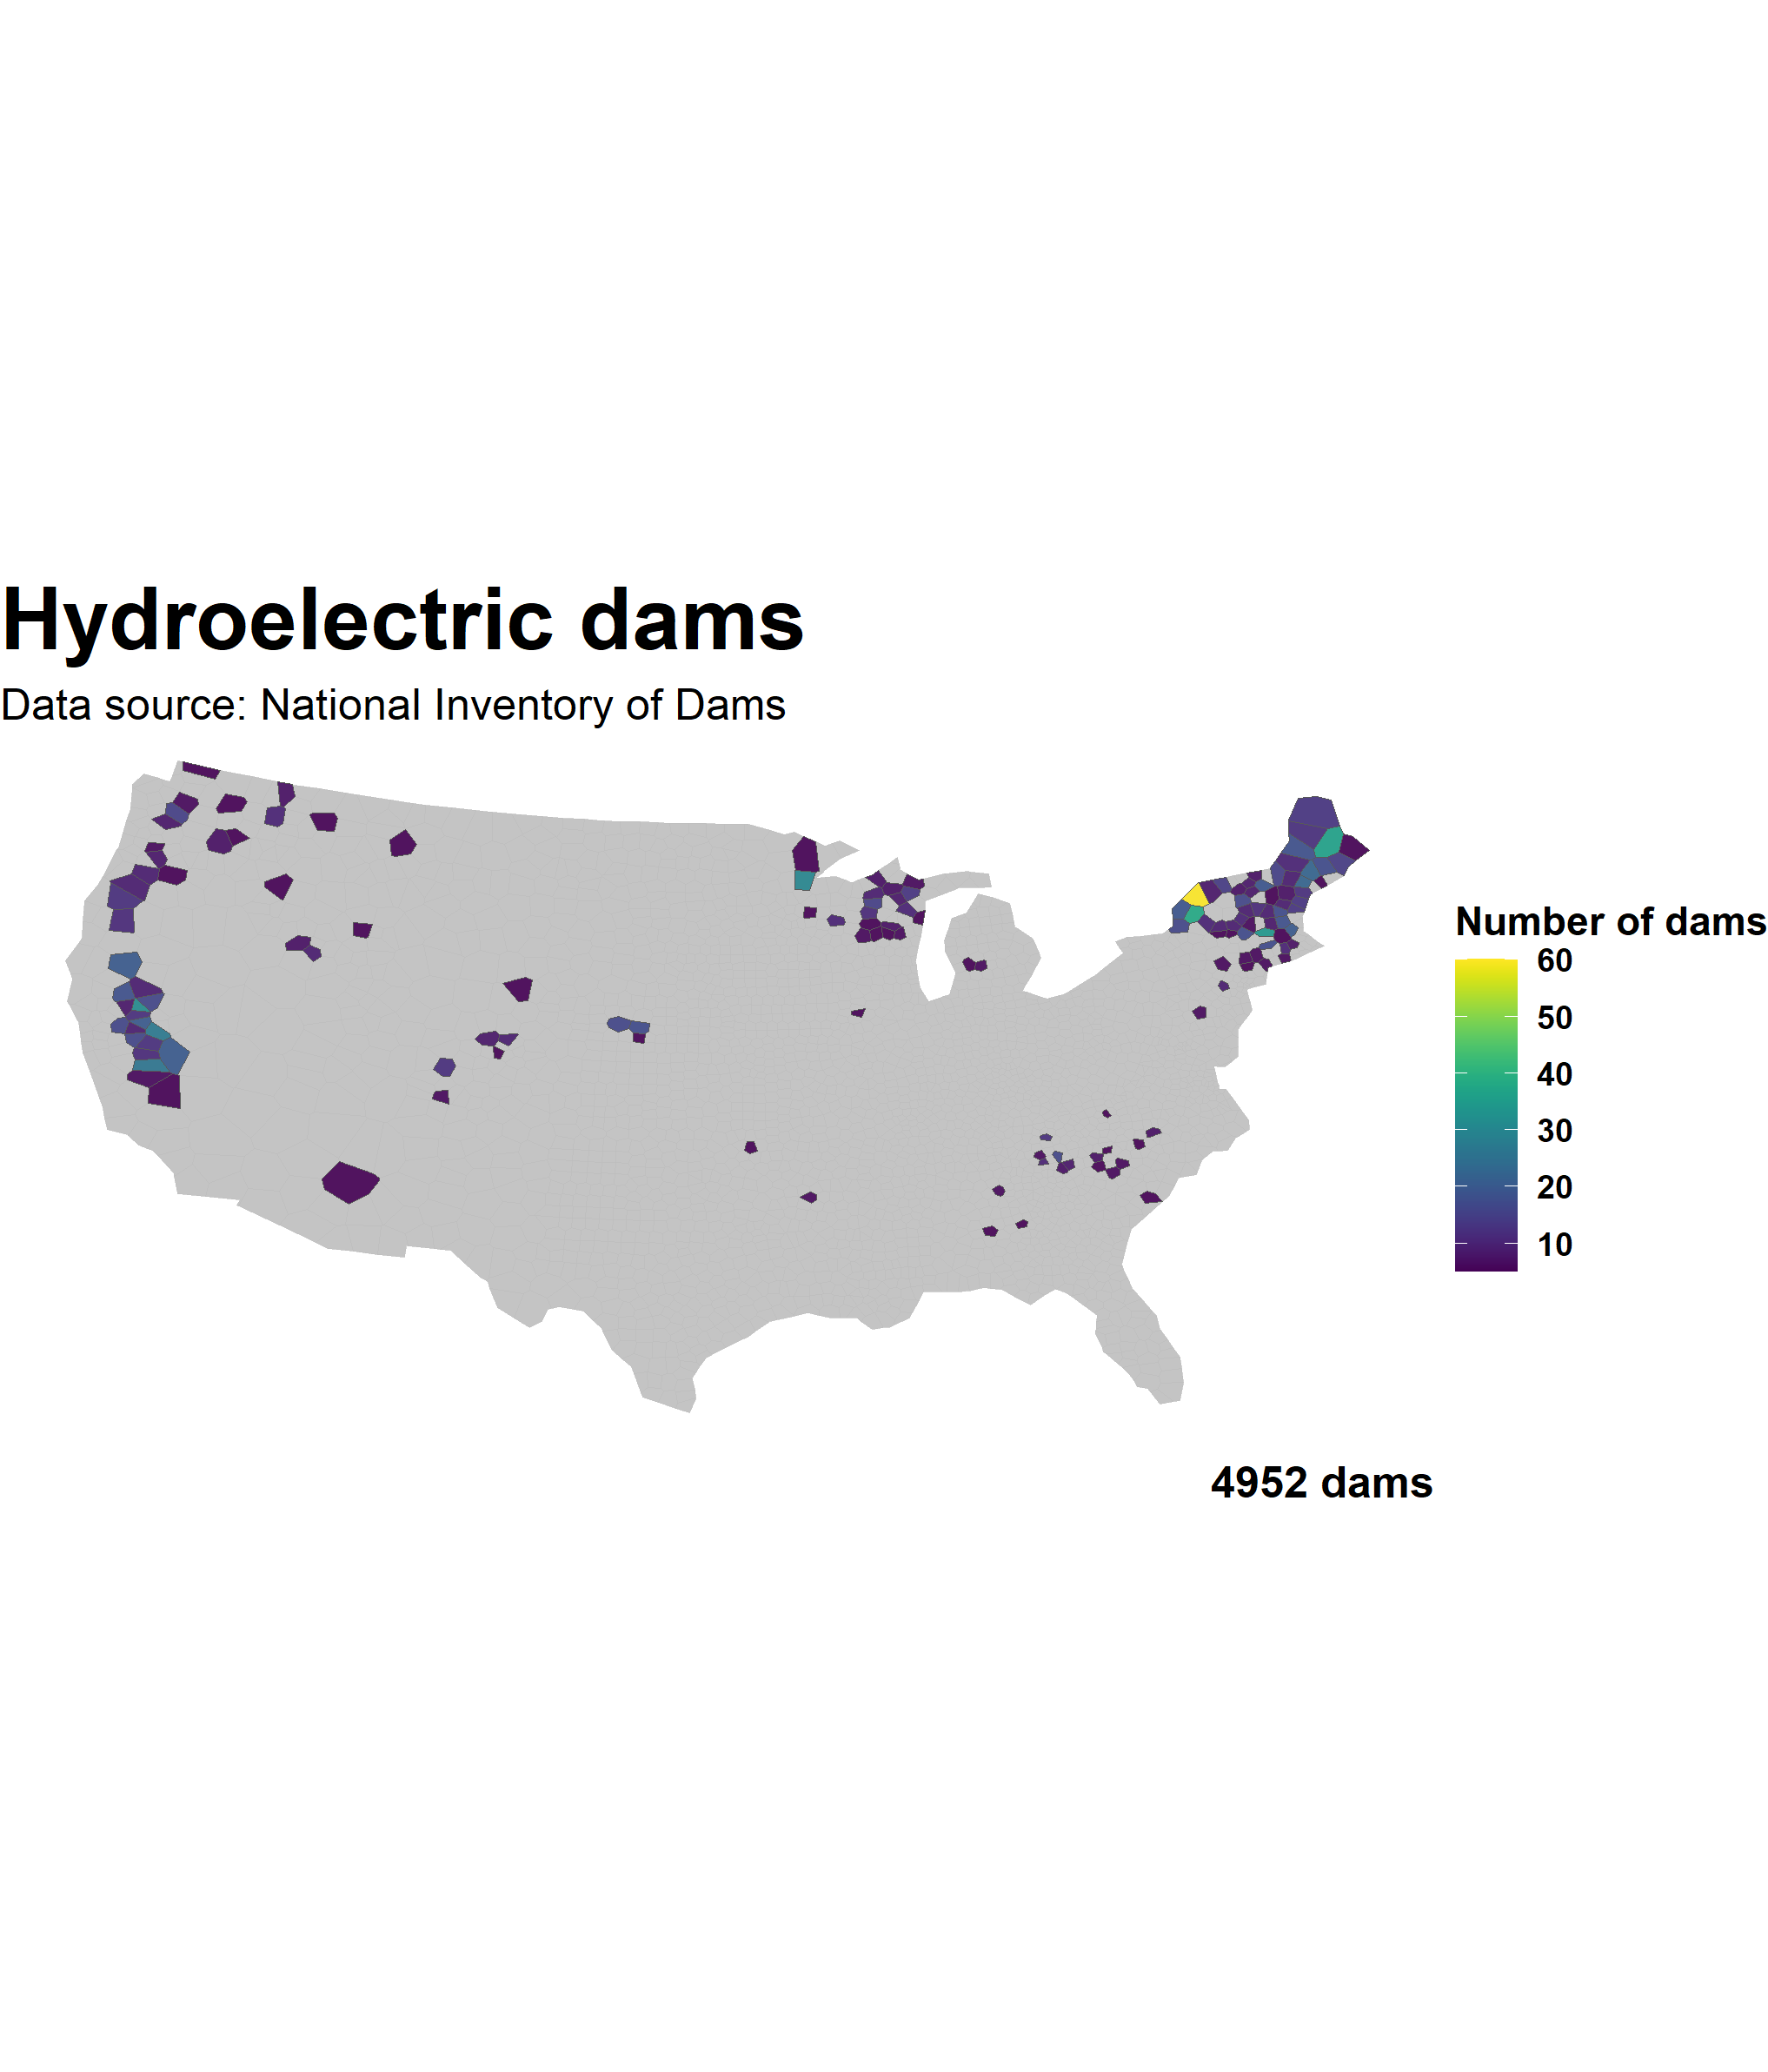 Hydroelectric dams
Data source: National Inventory of Dams
Number of dams
60
50
40
30
20
10
4952 dams